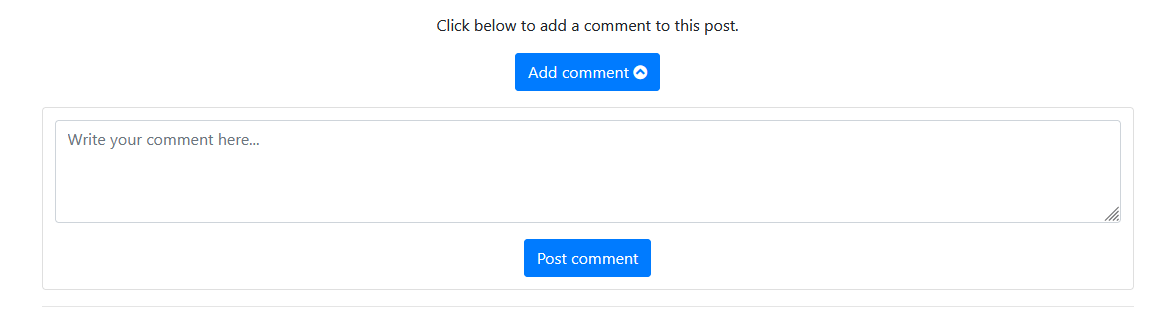 Click below to add a comment to this post.
Add comment
Write your comment here...
Post comment